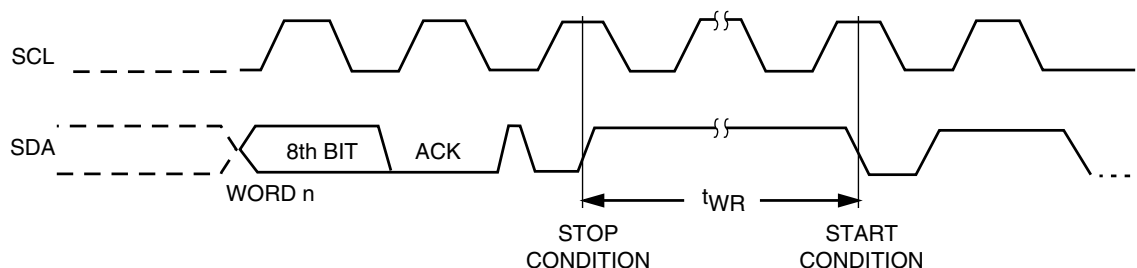 SCL
SDA
8th BIT
ACK
WORD n
tWR
STOP
CONDITION
START
CONDITION